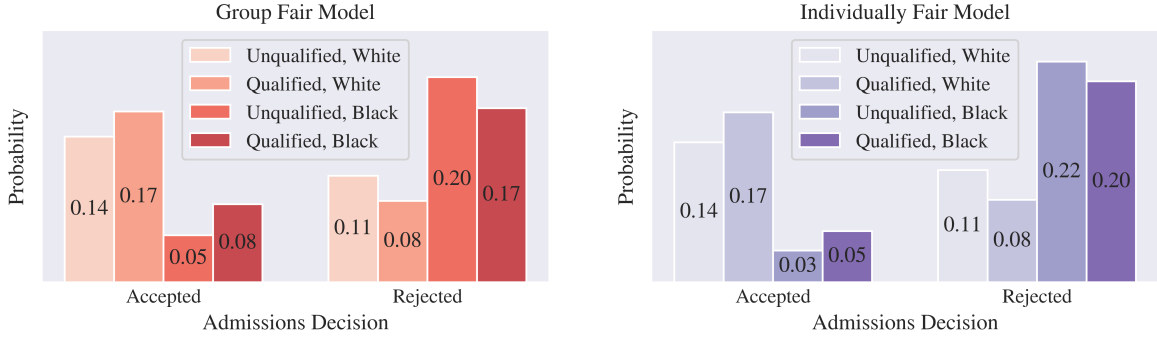 Group Fair Model
Probability
Unqualified, White
Qualified, White
Unqualified, Black
Qualified, Black
0.14
0.17
0.05
0.08
0.11
0.08
0.20
0.17
Accepted
Rejected
Admissions Decision
Individually Fair Model
Probability
Unqualified, White
Qualified, White
Unqualified, Black
Qualified, Black
0.14
0.17
0.03
0.05
0.11
0.08
0.22
0.20
Accepted
Rejected
Admissions Decision